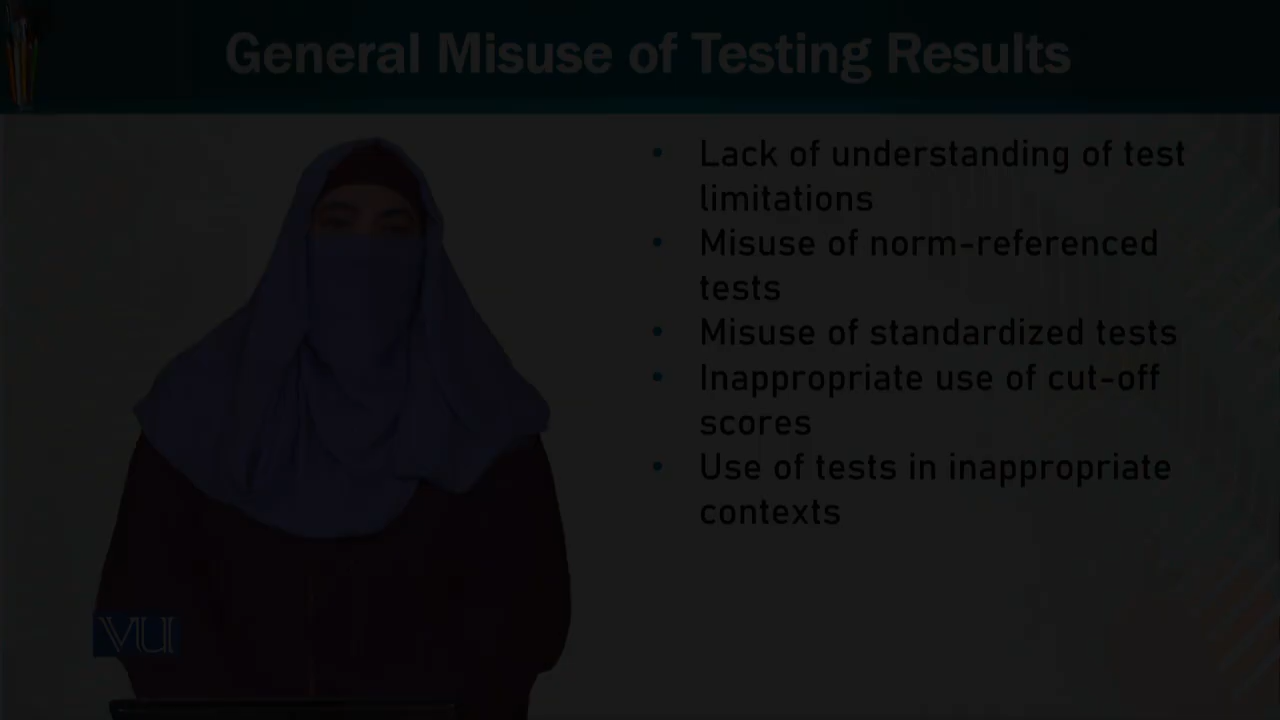 General Misuse of Testing Results
• Lack of understanding of test
limitations
• Misuse of norm-referenced
tests
• Misuse of standardized tests
• Inappropriate use of cut-off
scores
• Use of tests in inappropriate
contexts
VU